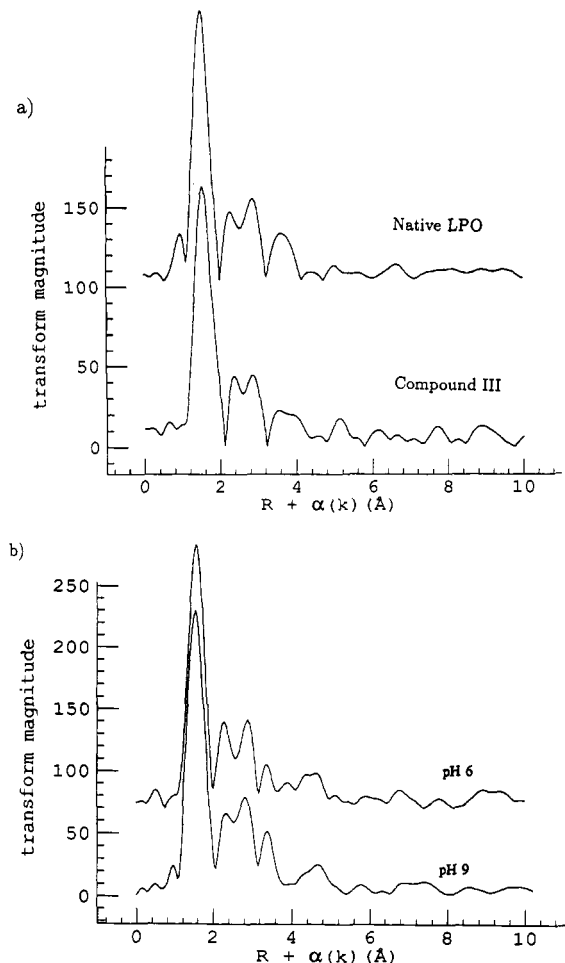 a)
transform magnitude
150
100
50
0
Native LPO
Compound III
0 2 4 6 8 10
R + α(k) (Å)
b)
transform magnitude
250
200
150
100
50
0
pH 6
pH 9
0 2 4 6 8 10
R + α(k) (Å)